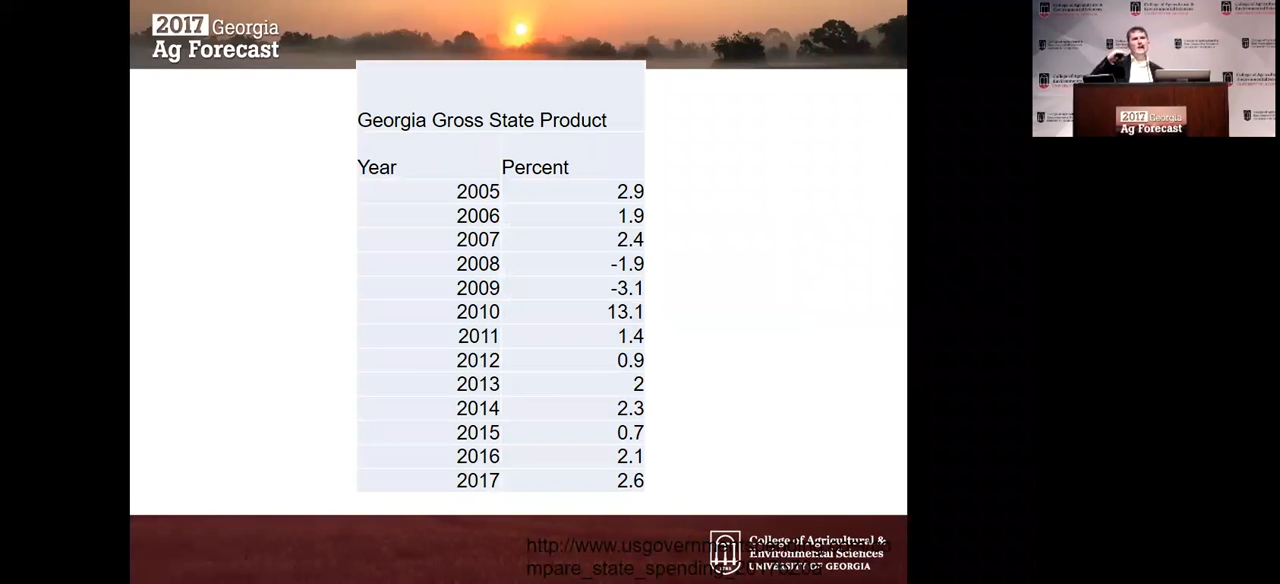 2017 Georgia
Ag Forecast
Georgia Gross State Product
Year Percent
2005 2.9
2006 1.9
2007 2.4
2008 -1.9
2009 -3.1
2010 13.1
2011 1.4
2012 0.9
2013 2
2014 2.3
2015 0.7
2016 2.1
2017 2.6
College of Agricultural &
Environmental Sciences
UNIVERSITY OF GEORGIA
2017 Georgia
Ag Forecast